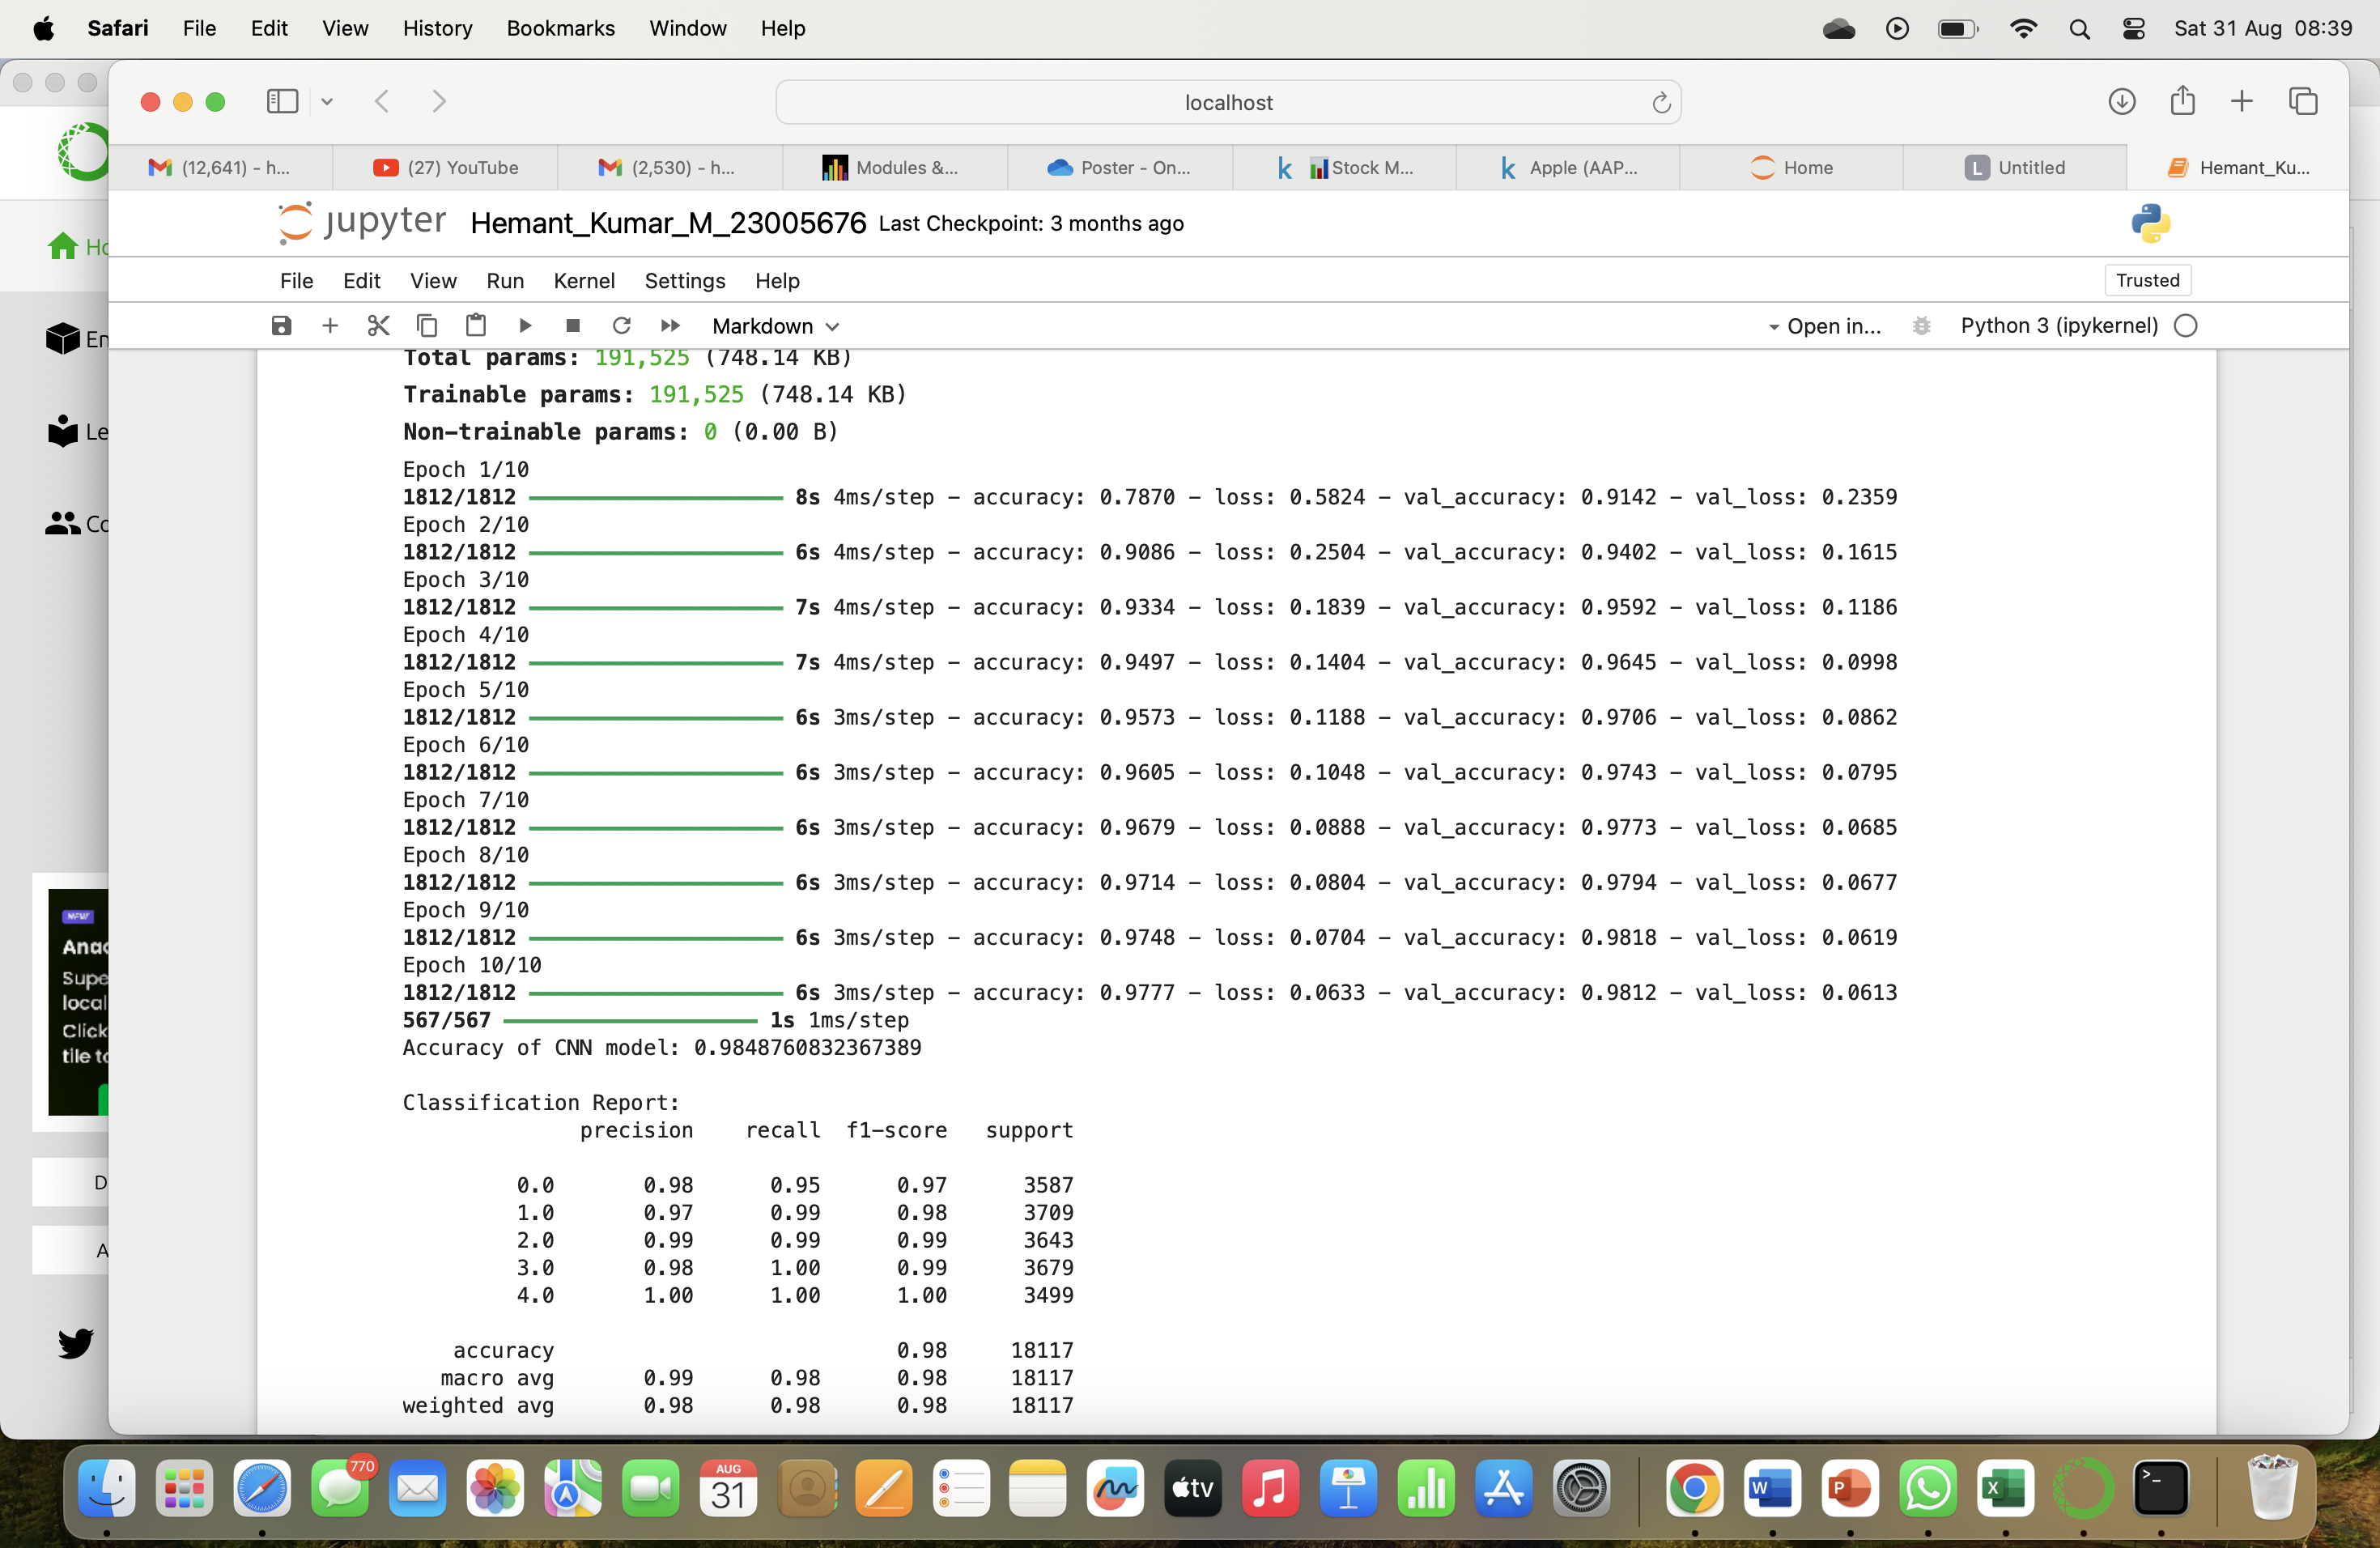 Safari File Edit View History Bookmarks Window Help Sat 31 Aug 08:39
localhost
(12,641) - h... (27) YouTube (2,530) - h... Modules &... Poster - On... Stock M... Apple (AAP... Home L Untitled Hemant_Ku...
jupyter Hemant_Kumar_M_23005676 Last Checkpoint: 3 months ago
File Edit View Run Kernel Settings Help Trusted
Markdown Open in... Python 3 (ipykernel)
Total params: 191,525 (748.14 KB)
Trainable params: 191,525 (748.14 KB)
Non-trainable params: 0 (0.00 B)
Epoch 1/10
1812/1812 ━━━━━━━━━━━━━━━━━━━━ 8s 4ms/step - accuracy: 0.7870 - loss: 0.5824 - val_accuracy: 0.9142 - val_loss: 0.2359
Epoch 2/10
1812/1812 ━━━━━━━━━━━━━━━━━━━━ 6s 4ms/step - accuracy: 0.9086 - loss: 0.2504 - val_accuracy: 0.9402 - val_loss: 0.1615
Epoch 3/10
1812/1812 ━━━━━━━━━━━━━━━━━━━━ 7s 4ms/step - accuracy: 0.9334 - loss: 0.1839 - val_accuracy: 0.9592 - val_loss: 0.1186
Epoch 4/10
1812/1812 ━━━━━━━━━━━━━━━━━━━━ 7s 4ms/step - accuracy: 0.9497 - loss: 0.1404 - val_accuracy: 0.9645 - val_loss: 0.0998
Epoch 5/10
1812/1812 ━━━━━━━━━━━━━━━━━━━━ 6s 3ms/step - accuracy: 0.9573 - loss: 0.1188 - val_accuracy: 0.9706 - val_loss: 0.0862
Epoch 6/10
1812/1812 ━━━━━━━━━━━━━━━━━━━━ 6s 3ms/step - accuracy: 0.9605 - loss: 0.1048 - val_accuracy: 0.9743 - val_loss: 0.0795
Epoch 7/10
1812/1812 ━━━━━━━━━━━━━━━━━━━━ 6s 3ms/step - accuracy: 0.9679 - loss: 0.0888 - val_accuracy: 0.9773 - val_loss: 0.0685
Epoch 8/10
1812/1812 ━━━━━━━━━━━━━━━━━━━━ 6s 3ms/step - accuracy: 0.9714 - loss: 0.0804 - val_accuracy: 0.9794 - val_loss: 0.0677
Epoch 9/10
1812/1812 ━━━━━━━━━━━━━━━━━━━━ 6s 3ms/step - accuracy: 0.9748 - loss: 0.0704 - val_accuracy: 0.9818 - val_loss: 0.0619
Epoch 10/10
1812/1812 ━━━━━━━━━━━━━━━━━━━━ 6s 3ms/step - accuracy: 0.9777 - loss: 0.0633 - val_accuracy: 0.9812 - val_loss: 0.0613
567/567 ━━━━━━━━━━━━━━━━━━━━ 1s 1ms/step
Accuracy of CNN model: 0.9848760832367389
Classification Report:
precision recall f1-score support
0.0 0.98 0.95 0.97 3587
1.0 0.97 0.99 0.98 3709
2.0 0.99 0.99 0.99 3643
3.0 0.98 1.00 0.99 3679
4.0 1.00 1.00 1.00 3499
accuracy 0.98 18117
macro avg 0.99 0.98 0.98 18117
weighted avg 0.98 0.98 0.98 18117
Ho
En
Le
Co
NEW
Anac
Supe
local
Click
tile to
D
A
770
AUG
31
tv
W
P
X
>_